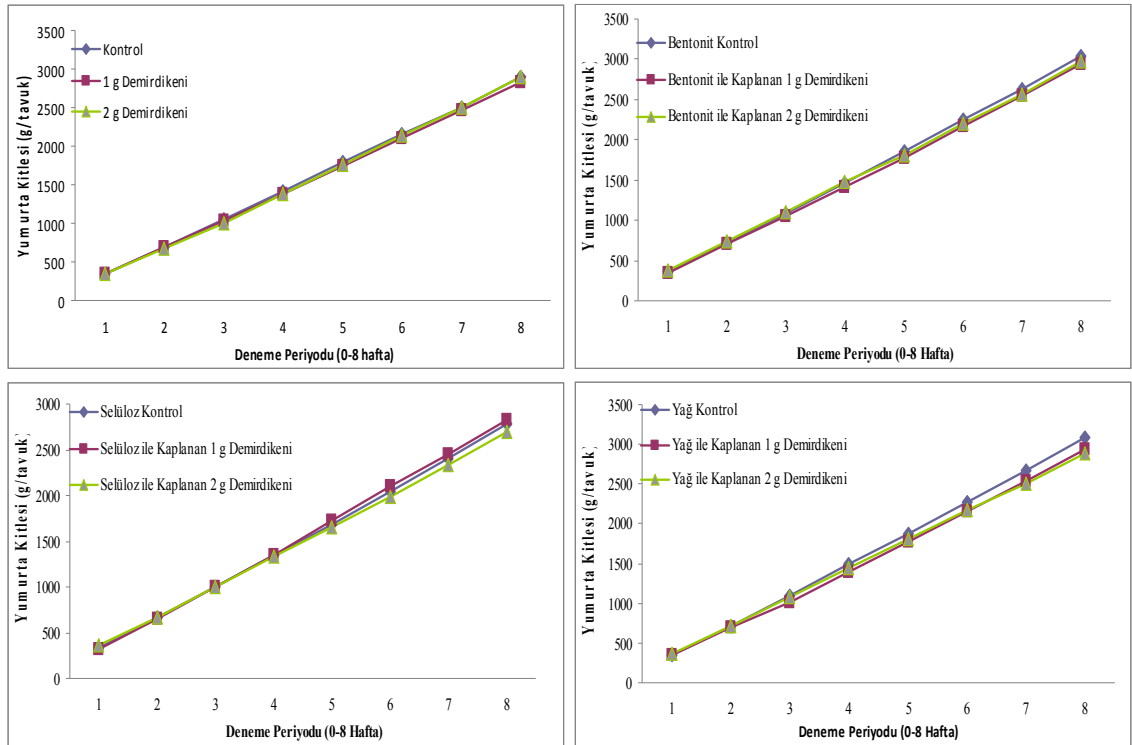 Yumurta Kitlesi (g/tavuk)
3500
3000
2500
2000
1500
1000
500
0
Kontrol
1 g Demirdikeni
2 g Demirdikeni
1 2 3 4 5 6 7 8
Deneme Periyodu (0-8 hafta)
Yumurta Kitlesi (g/tavuk)
3500
3000
2500
2000
1500
1000
500
0
Bentonit Kontrol
Bentonit ile Kaplanan 1 g Demirdikeni
Bentonit ile Kaplanan 2 g Demirdikeni
1 2 3 4 5 6 7 8
Deneme Periyodu (0-8 Hafta)
Yumurta Kitlesi (g/tavuk)
3000
2500
2000
1500
1000
500
0
Selüloz Kontrol
Selüloz ile Kaplanan 1 g Demirdikeni
Selüloz ile Kaplanan 2 g Demirdikeni
1 2 3 4 5 6 7 8
Deneme Periyodu (0-8 Hafta)
Yumurta Kitlesi (g/tavuk)
3500
3000
2500
2000
1500
1000
500
0
Yağ Kontrol
Yağ ile Kaplanan 1 g Demirdikeni
Yağ ile Kaplanan 2 g Demirdikeni
1 2 3 4 5 6 7 8
Deneme Periyodu (0-8 Hafta)